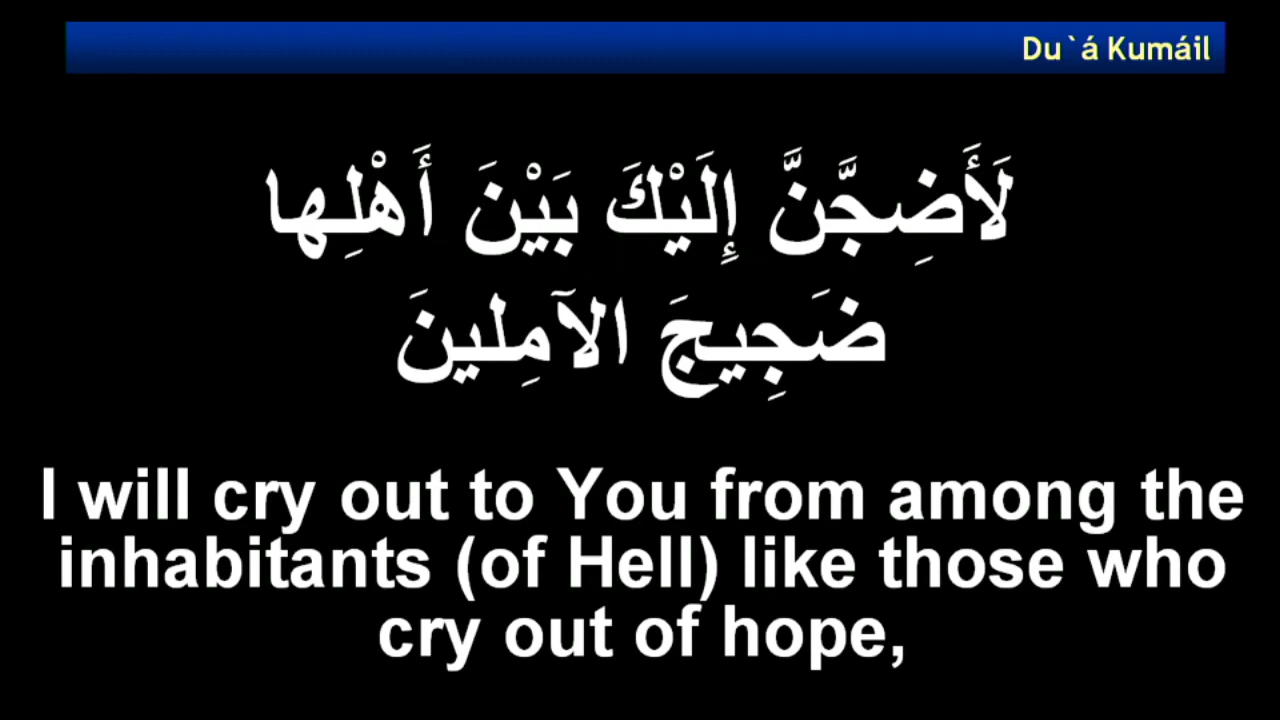 Du`á Kumáil
لَأَضِجَّنَّ إِلَيْكَ بَيْنَ أَهْلِها
ضَجِيجَ الآمِلينَ
I will cry out to You from among the
inhabitants (of Hell) like those who
cry out of hope,